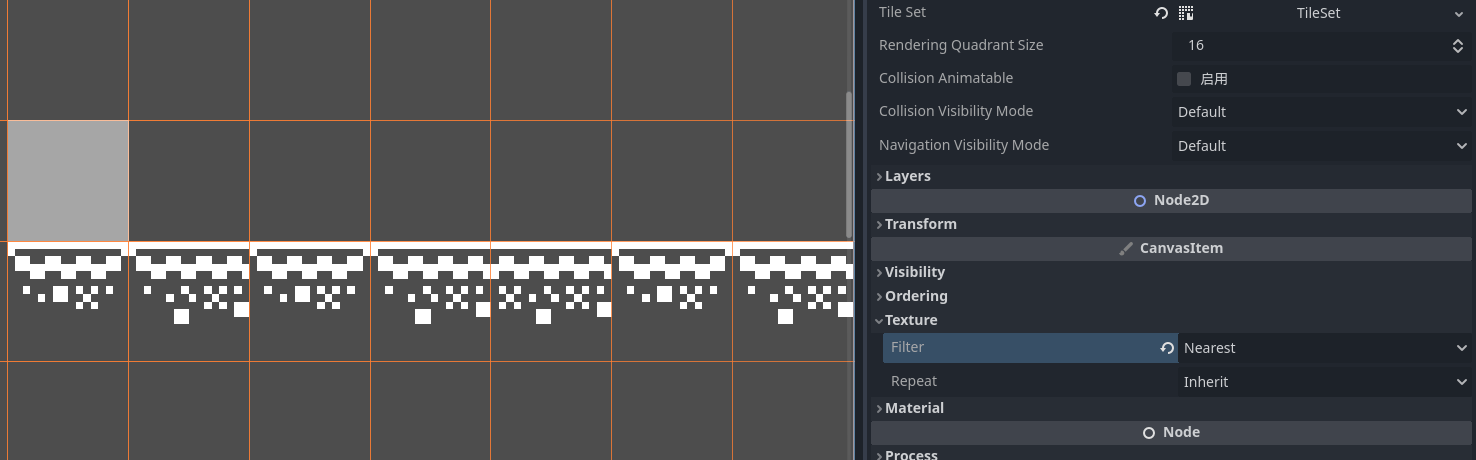 Tile Set TileSet
Rendering Quadrant Size 16
Collision Animatable 启用
Collision Visibility Mode Default
Navigation Visibility Mode Default
Layers
Node2D
Transform
CanvasItem
Visibility
Ordering
Texture
Filter Nearest
Repeat Inherit
Material
Node
Process